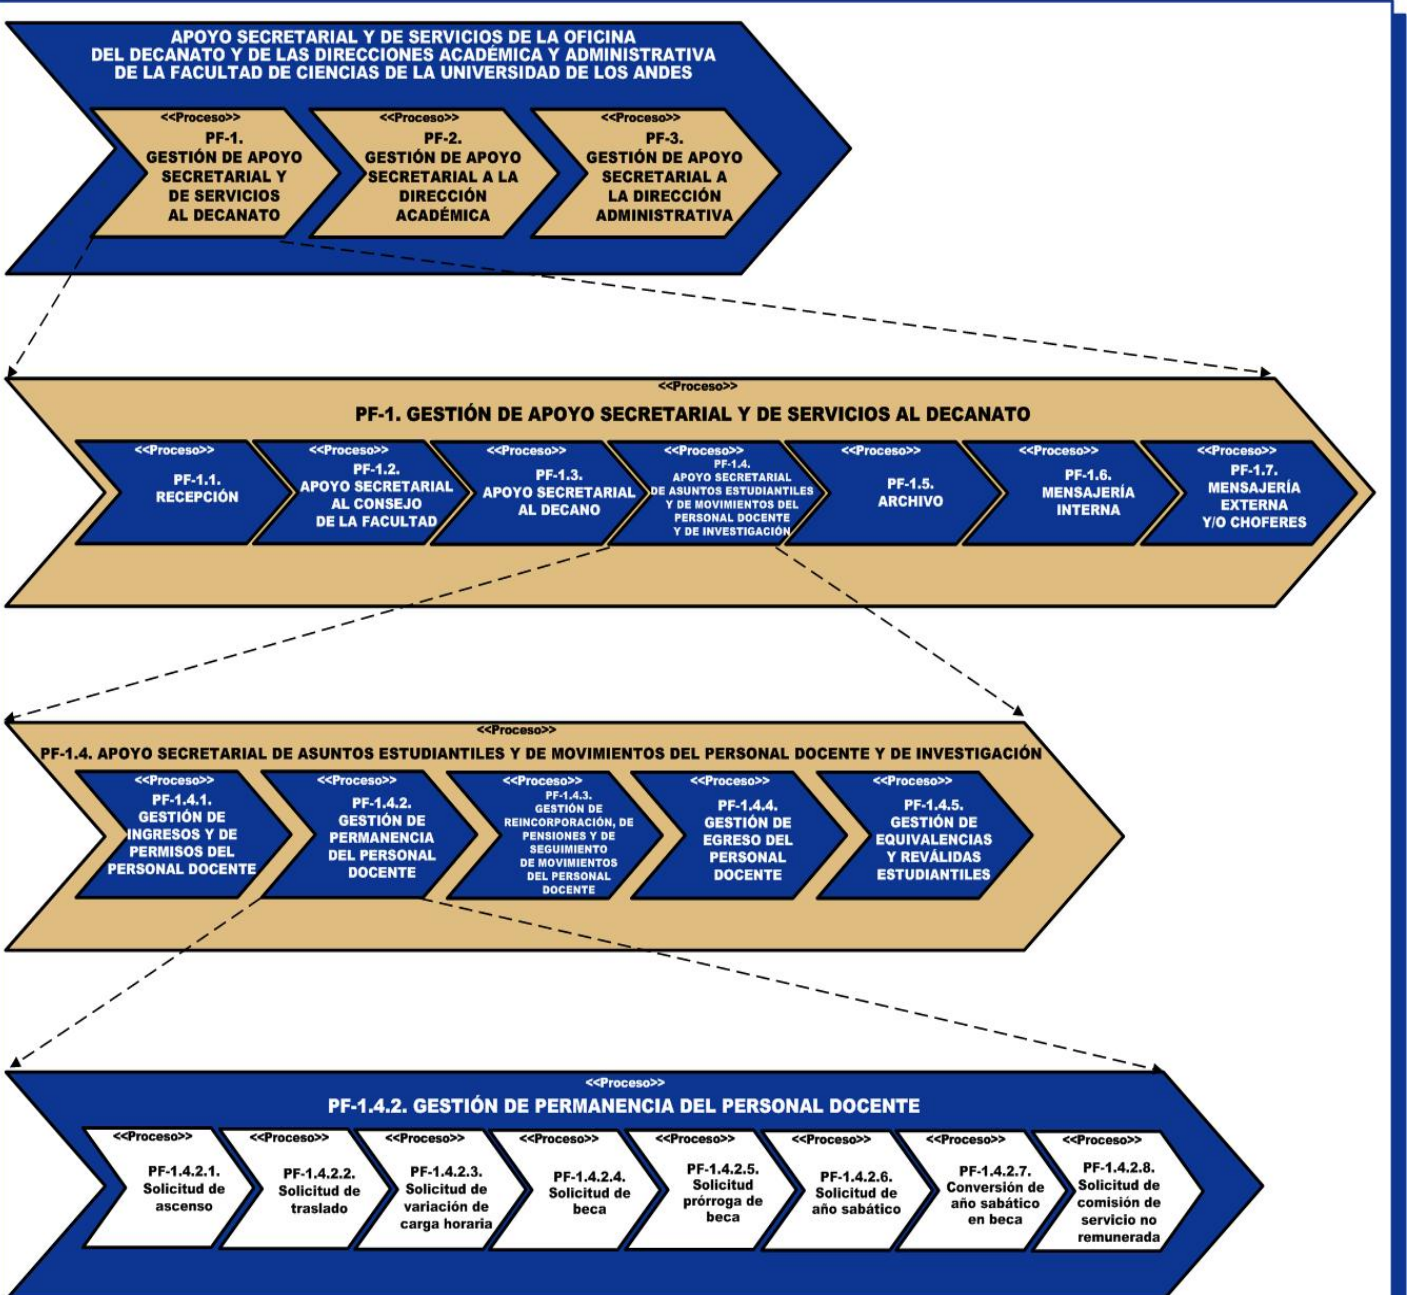 APOYO SECRETARIAL Y DE SERVICIOS DE LA OFICINA
DEL DECANATO Y DE LAS DIRECCIONES ACADÉMICA Y ADMINISTRATIVA
DE LA FACULTAD DE CIENCIAS DE LA UNIVERSIDAD DE LOS ANDES
<<Proceso>>
PF-1.
GESTIÓN DE APOYO
SECRETARIAL Y
DE SERVICIOS
AL DECANATO
<<Proceso>>
PF-2.
GESTIÓN DE APOYO
SECRETARIAL A LA
DIRECCIÓN
ACADÉMICA
<<Proceso>>
PF-3.
GESTIÓN DE APOYO
SECRETARIAL A
LA DIRECCIÓN
ADMINISTRATIVA
<<Proceso>>
PF-1. GESTIÓN DE APOYO SECRETARIAL Y DE SERVICIOS AL DECANATO
<<Proceso>>
PF-1.1.
RECEPCIÓN
<<Proceso>>
PF-1.2.
APOYO SECRETARIAL
AL CONSEJO
DE LA FACULTAD
<<Proceso>>
PF-1.3.
APOYO SECRETARIAL
AL DECANO
<<Proceso>>
PF-1.4.
APOYO SECRETARIAL
DE ASUNTOS ESTUDIANTILES
Y DE MOVIMIENTOS DEL
PERSONAL DOCENTE
Y DE INVESTIGACIÓN
<<Proceso>>
PF-1.5.
ARCHIVO
<<Proceso>>
PF-1.6.
MENSAJERÍA
INTERNA
<<Proceso>>
PF-1.7.
MENSAJERÍA
EXTERNA
Y/O CHOFERES
<<Proceso>>
PF-1.4. APOYO SECRETARIAL DE ASUNTOS ESTUDIANTILES Y DE MOVIMIENTOS DEL PERSONAL DOCENTE Y DE INVESTIGACIÓN
<<Proceso>>
PF-1.4.1.
GESTIÓN DE
INGRESOS Y DE
PERMISOS DEL
PERSONAL DOCENTE
<<Proceso>>
PF-1.4.2.
GESTIÓN DE
PERMANENCIA
DEL PERSONAL
DOCENTE
<<Proceso>>
PF-1.4.3.
GESTIÓN DE
REINCORPORACIÓN, DE
PENSIONES Y DE
SEGUIMIENTO
DE MOVIMIENTOS
DEL PERSONAL
DOCENTE
<<Proceso>>
PF-1.4.4.
GESTIÓN DE
EGRESO DEL
PERSONAL
DOCENTE
<<Proceso>>
PF-1.4.5.
GESTIÓN DE
EQUIVALENCIAS
Y REVÁLIDAS
ESTUDIANTILES
<<Proceso>>
PF-1.4.2. GESTIÓN DE PERMANENCIA DEL PERSONAL DOCENTE
<<Proceso>>
PF-1.4.2.1.
Solicitud de
ascenso
<<Proceso>>
PF-1.4.2.2.
Solicitud de
traslado
<<Proceso>>
PF-1.4.2.3.
Solicitud de
variación de
carga horaria
<<Proceso>>
PF-1.4.2.4.
Solicitud de
beca
<<Proceso>>
PF-1.4.2.5.
Solicitud
prórroga de
beca
<<Proceso>>
PF-1.4.2.6.
Solicitud de
año sabático
<<Proceso>>
PF-1.4.2.7.
Conversión de
año sabático
en beca
<<Proceso>>
PF-1.4.2.8.
Solicitud de
comisión de
servicio no
remunerada